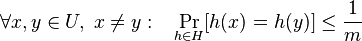 ∀x, y ∈ U, x ≠ y : Pr_{h∈H}[h(x) = h(y)] ≤ 1/m